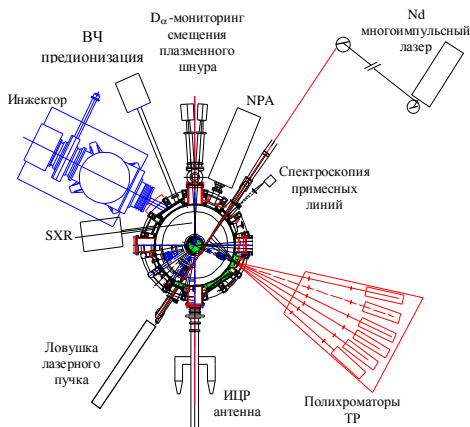 Dα-мониторинг
смещения
плазменного
шнура
Nd
многоимпульсный
лазер
ВЧ
предионизация
Инжектор
NPA
Спектроскопия
примесных
линий
SXR
Ловушка
лазерного
пучка
ИЦР
антенна
Полихроматоры
ТР